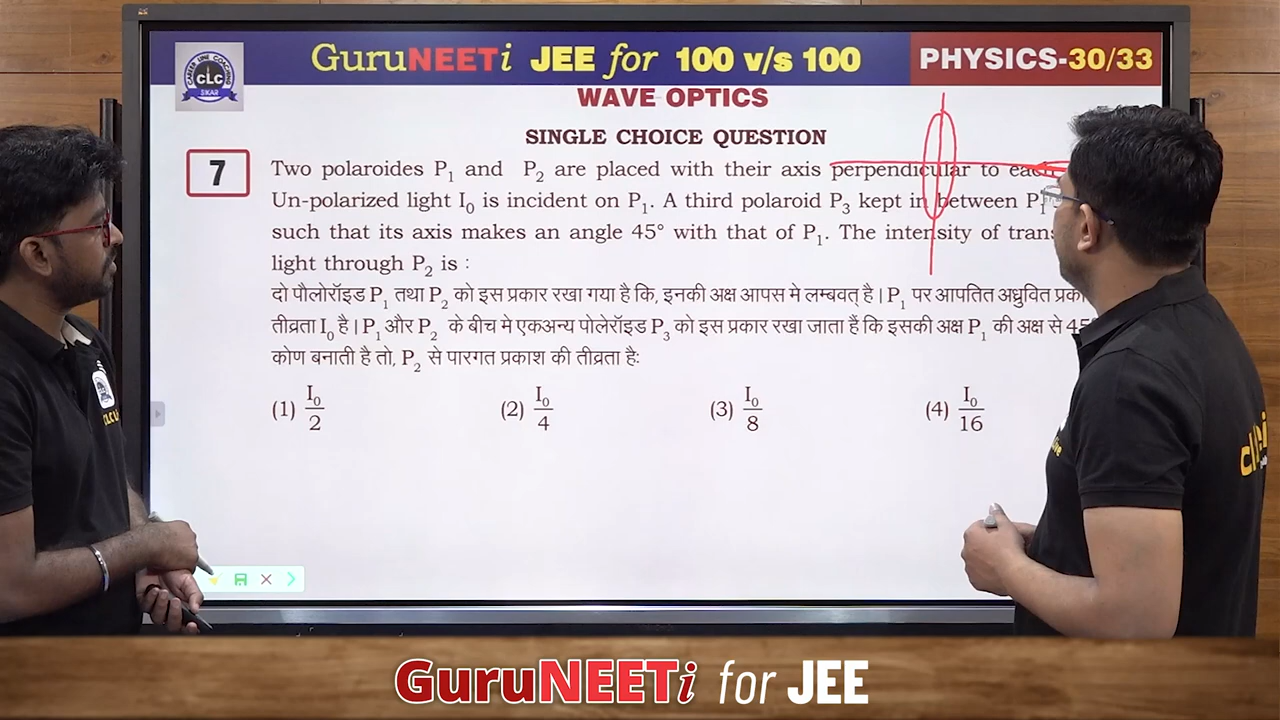 GuruNEETi JEE for 100 v/s 100
PHYSICS-30/33
CAREER LINE COACHING
CLC
SIKAR
WAVE OPTICS
SINGLE CHOICE QUESTION
7
Two polaroides P₁ and P₂ are placed with their axis perpendicular to each
Un-polarized light I₀ is incident on P₁. A third polaroid P₃ kept in between P₁
such that its axis makes an angle 45° with that of P₁. The intensity of
light through P₂ is :
दो पौलोरॉइड P₁ तथा P₂ को इस प्रकार रखा गया है कि, इनकी अक्ष आपस मे लम्बवत् है। P₁ पर आपतित अध्रुवित
तीव्रता I₀ है। P₁ और P₂ के बीच मे एकअन्य पोलेरॉइड P₃ को इस प्रकार रखा जाता हैं कि इसकी अक्ष P₁ की अक्ष से 45°
कोण बनाती है तो, P₂ से पारगत प्रकाश की तीव्रता है:
(1) I₀/2 (2) I₀/4 (3) I₀/8 (4) I₀/16
GuruNEETi for JEE